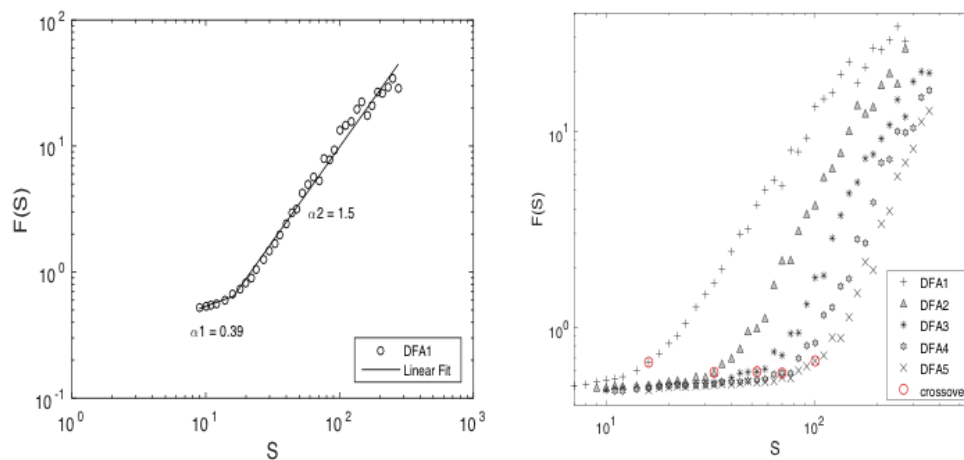 10^2
10^1
10^0
10^-1
F(S)
α2 = 1.5
α1 = 0.39
DFA1
Linear Fit
10^0
10^1
10^2
10^3
S
10^1
10^0
F(S)
DFA1
DFA2
DFA3
DFA4
DFA5
crossover
10^1
10^2
S